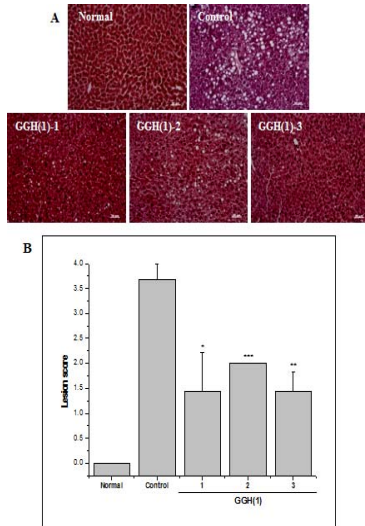 A
Normal
Control
GGH(1)-1
GGH(1)-2
GGH(1)-3
B
4.0
3.5
3.0
2.5
2.0
1.5
1.0
0.5
0.0
Lesion score
*
***
**
Normal
Control
1
2
3
GGH(1)